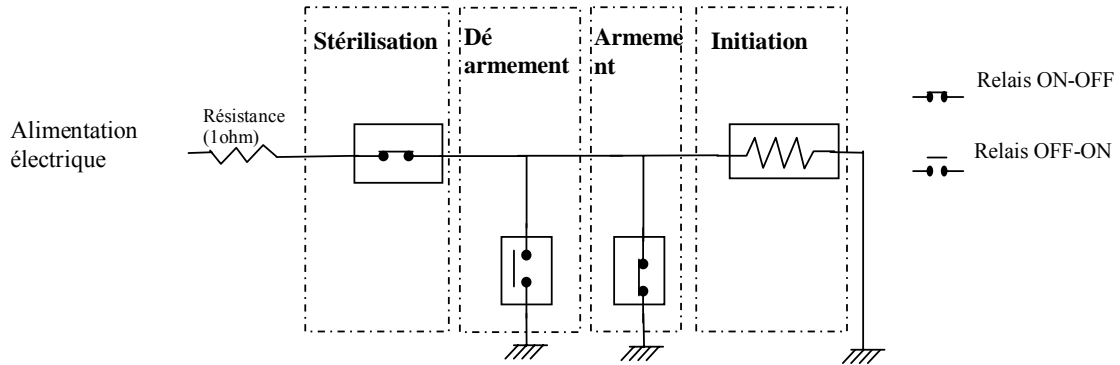 Stérilisation
Dé
armement
Armeme
nt
Initiation
Alimentation
électrique
Résistance
(1ohm)
Relais ON-OFF
Relais OFF-ON